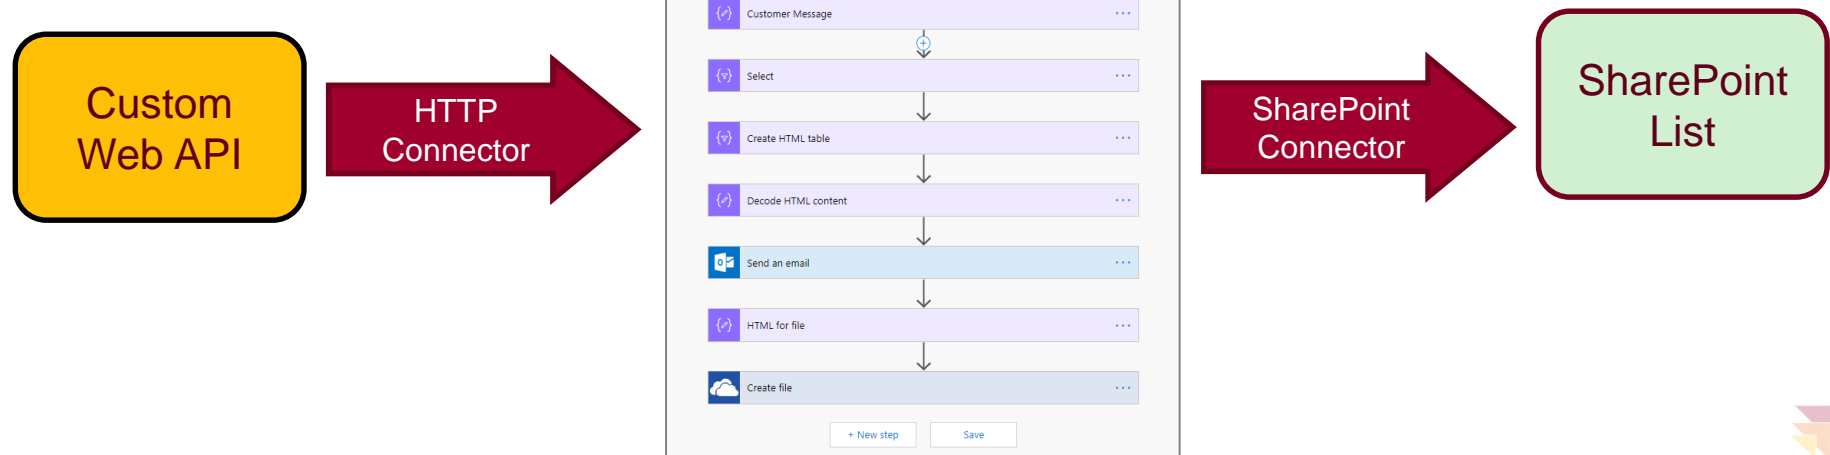 Custom
Web API
HTTP
Connector
Customer Message
Select
Create HTML table
Decode HTML content
Send an email
HTML for file
Create file
+ New step
Save
SharePoint
Connector
SharePoint
List